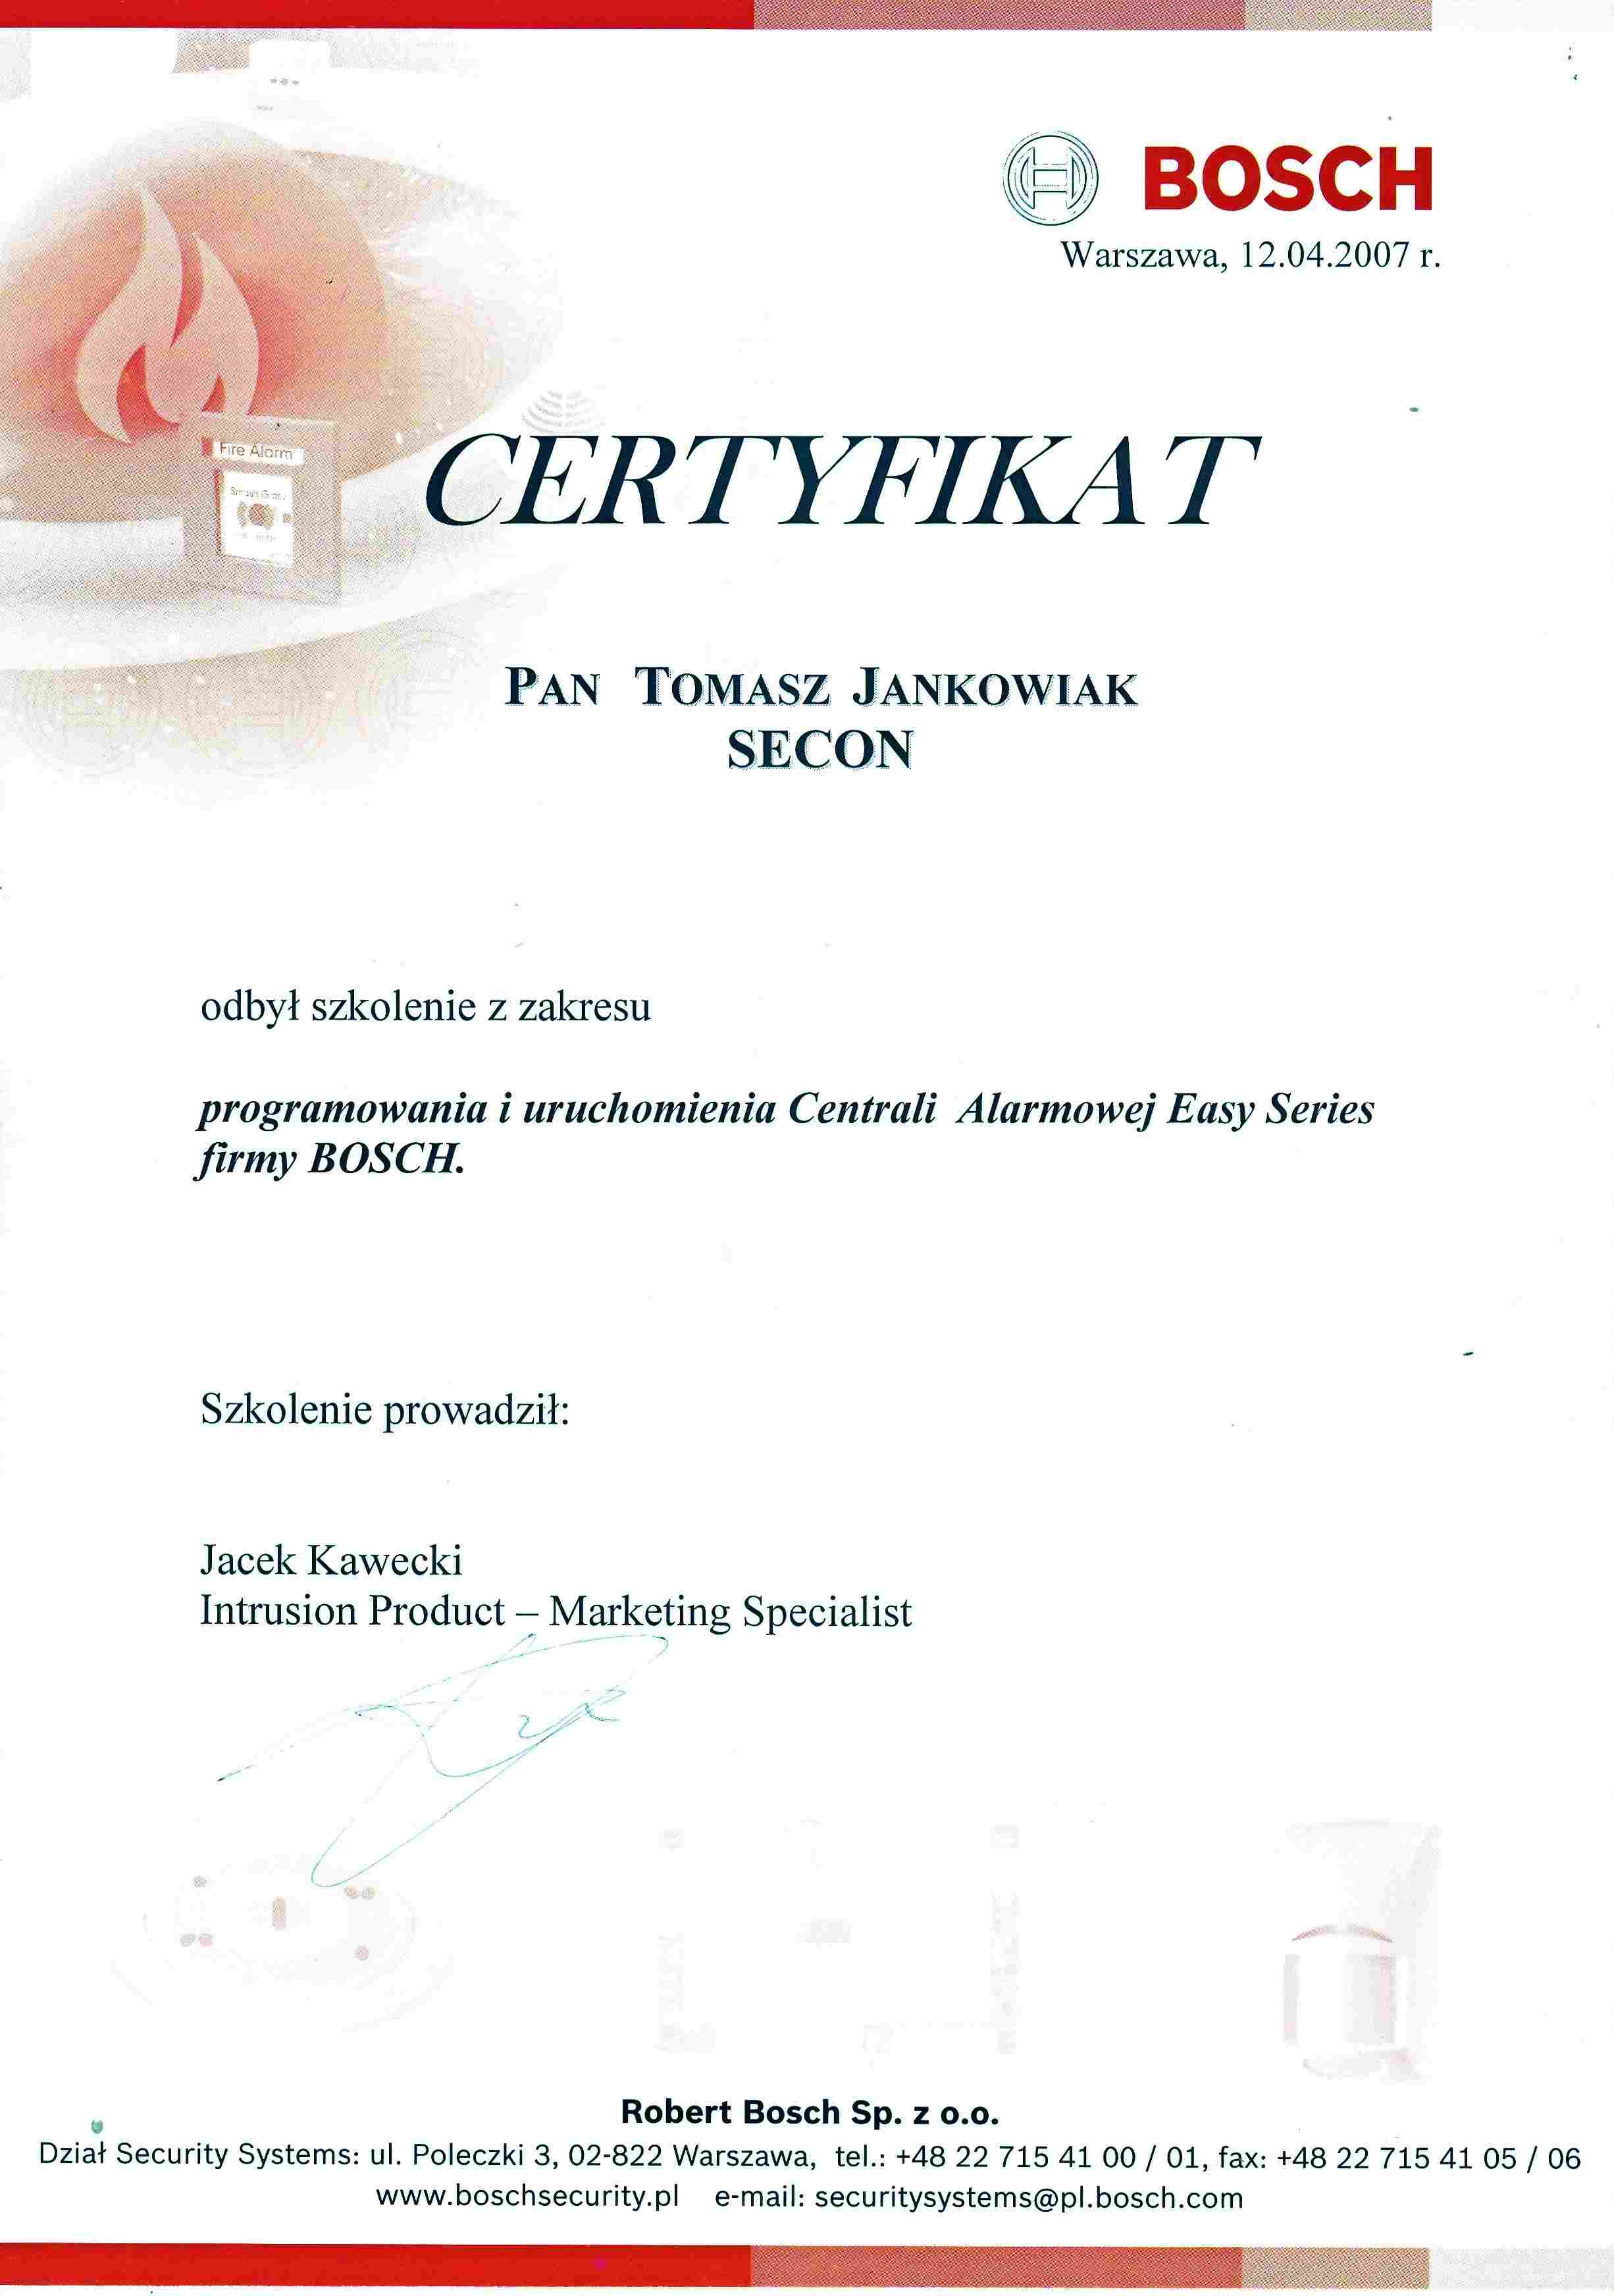 BOSCH
Warszawa, 12.04.2007 r.
Fire Alarm
CERTYFIKAT
PAN TOMASZ JANKOWIAK
SECON
odbył szkolenie z zakresu
programowania i uruchomienia Centrali Alarmowej Easy Series
firmy BOSCH.
Szkolenie prowadził:
Jacek Kawecki
Intrusion Product – Marketing Specialist
Robert Bosch Sp. z o.o.
Dział Security Systems: ul. Poleczki 3, 02-822 Warszawa, tel.: +48 22 715 41 00 / 01, fax: +48 22 715 41 05 / 06
www.boschsecurity.pl e-mail: securitysystems@pl.bosch.com